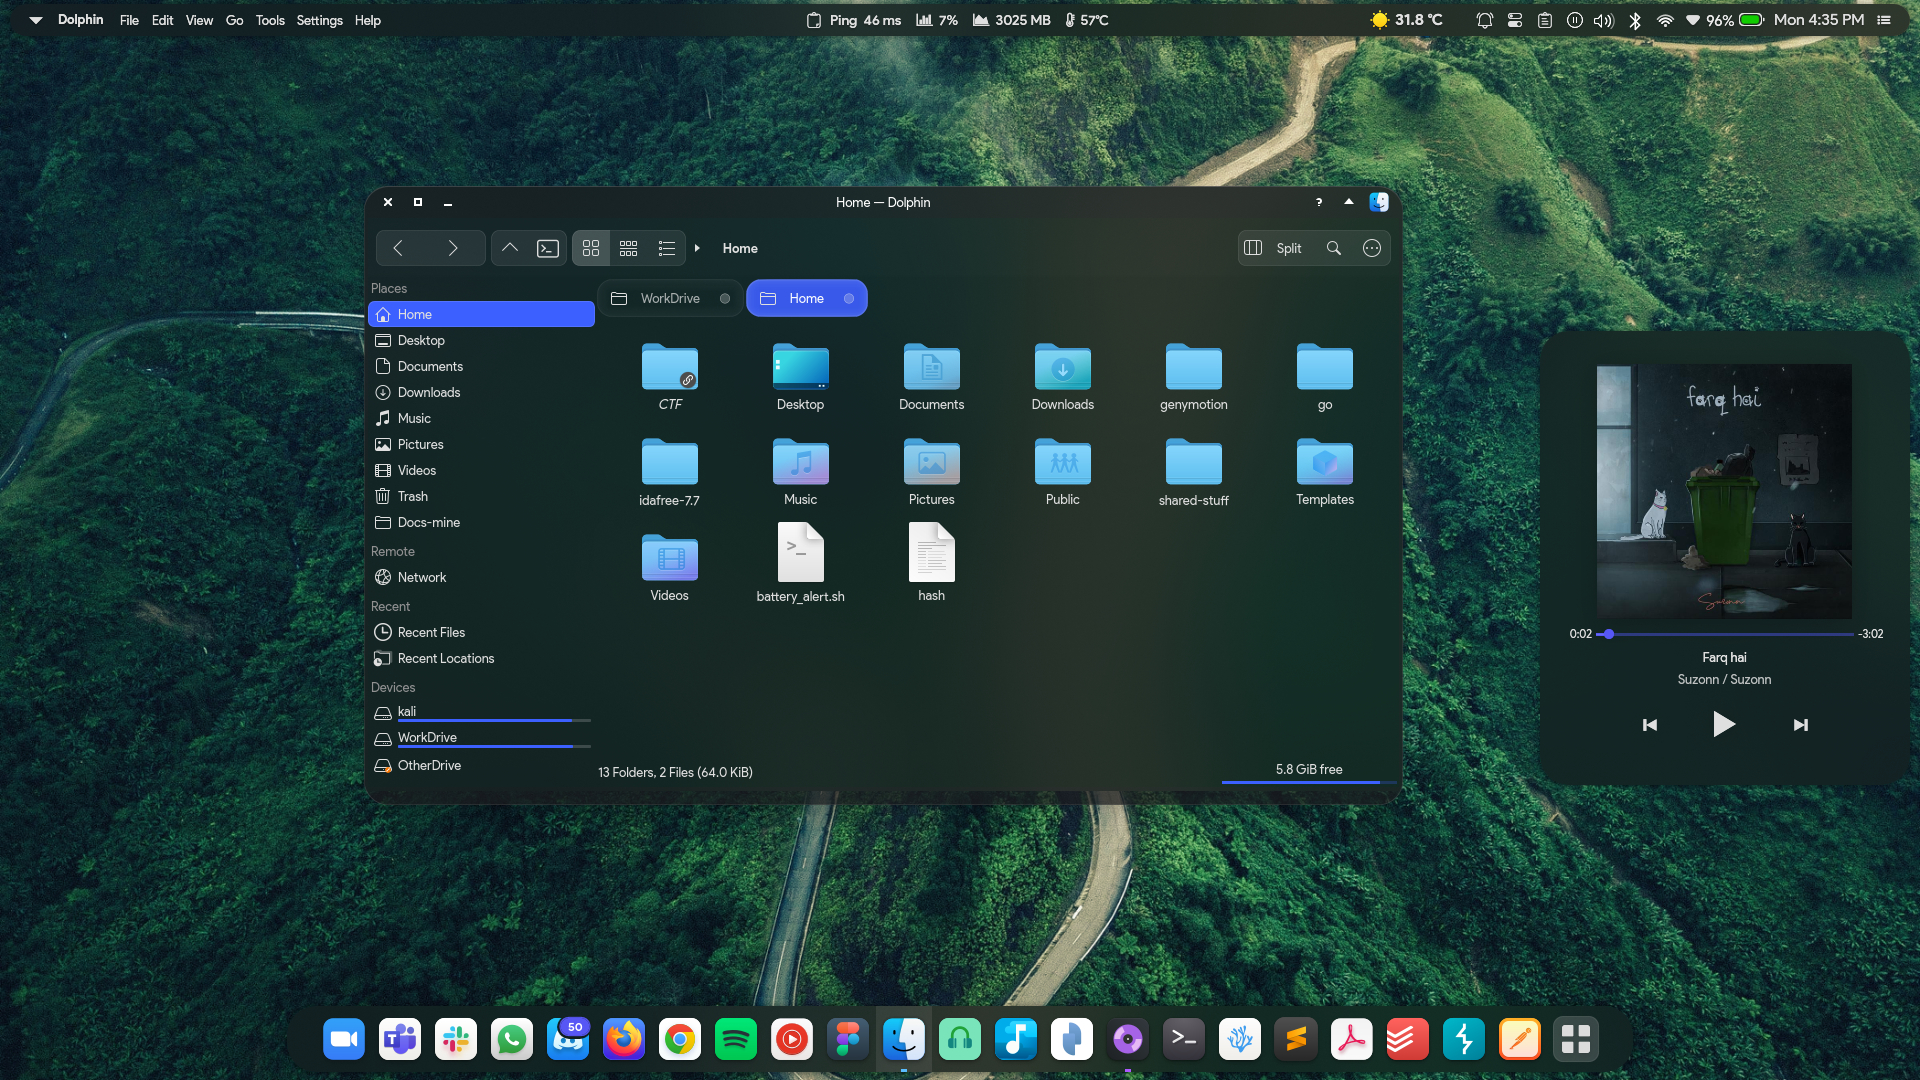 Dolphin File Edit View Go Tools Settings Help Ping 46 ms 7% 3025 MB 57°C 31.8 °C 96% Mon 4:35 PM
Home — Dolphin ?
Home Split
Places
Home
Desktop
Documents
Downloads
Music
Pictures
Videos
Trash
Docs-mine
Remote
Network
Recent
Recent Files
Recent Locations
Devices
kali
WorkDrive
OtherDrive
WorkDrive Home
CTF Desktop Documents Downloads genymotion go
idafree-7.7 Music Pictures Public shared-stuff Templates
>_
Videos battery_alert.sh hash
13 Folders, 2 Files (64.0 KiB) 5.8 GiB free
farq hai
Suzonn
0:02 -3:02
Farq hai
Suzonn / Suzonn
50
T
>_